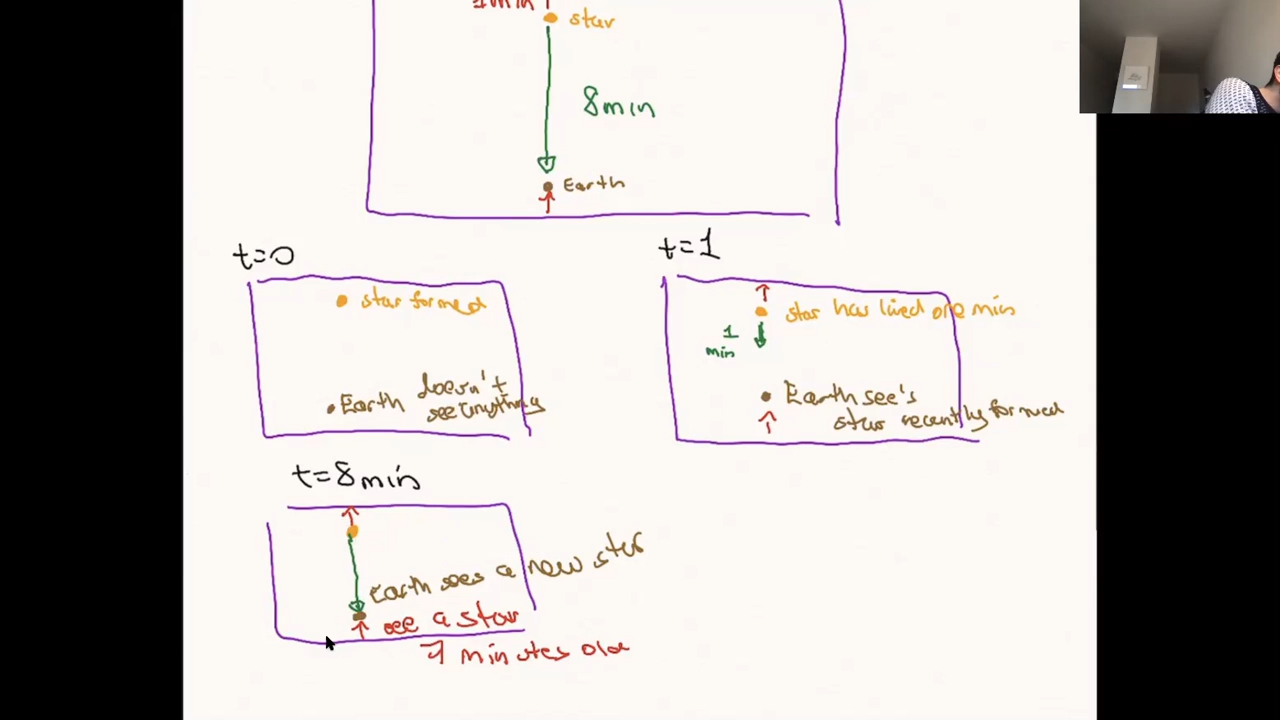 1min
star
8min
Earth
t=0
t=1
star formed
Earth doesn't
see anything
star has lived one min
1
min
Earth see's
star recently formed
t=8min
Earth sees a new star
see a star
7 minutes old